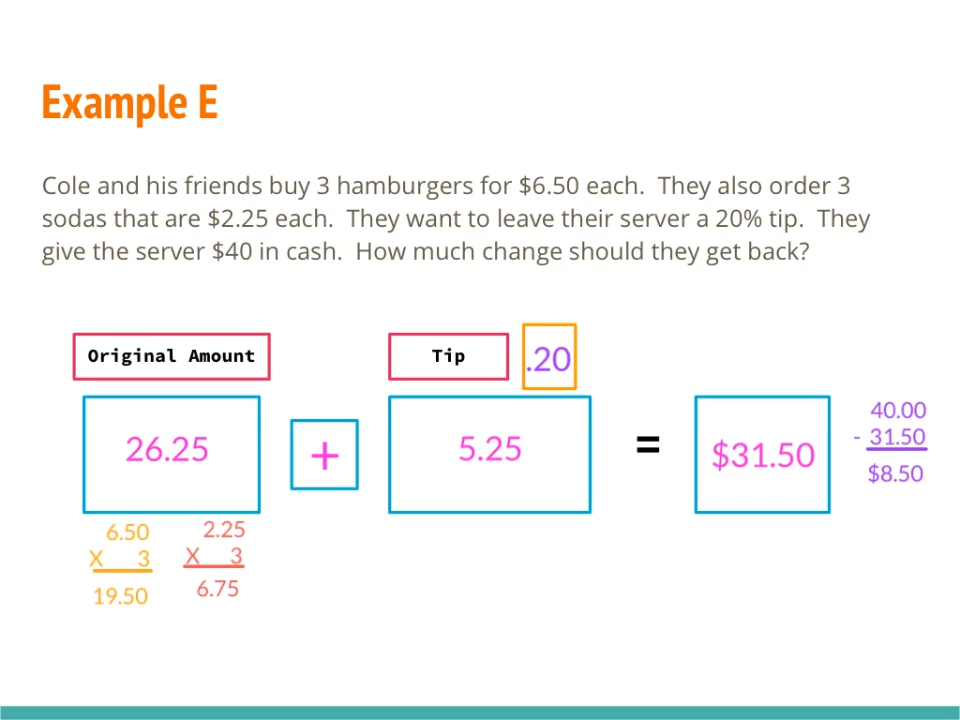 Example E
Cole and his friends buy 3 hamburgers for $6.50 each.  They also order 3
sodas that are $2.25 each.  They want to leave their server a 20% tip.  They
give the server $40 in cash.  How much change should they get back?
Original Amount
Tip
.20
26.25
+
5.25
=
$31.50
40.00
- 31.50
$8.50
6.50
X 3
19.50
2.25
X 3
6.75